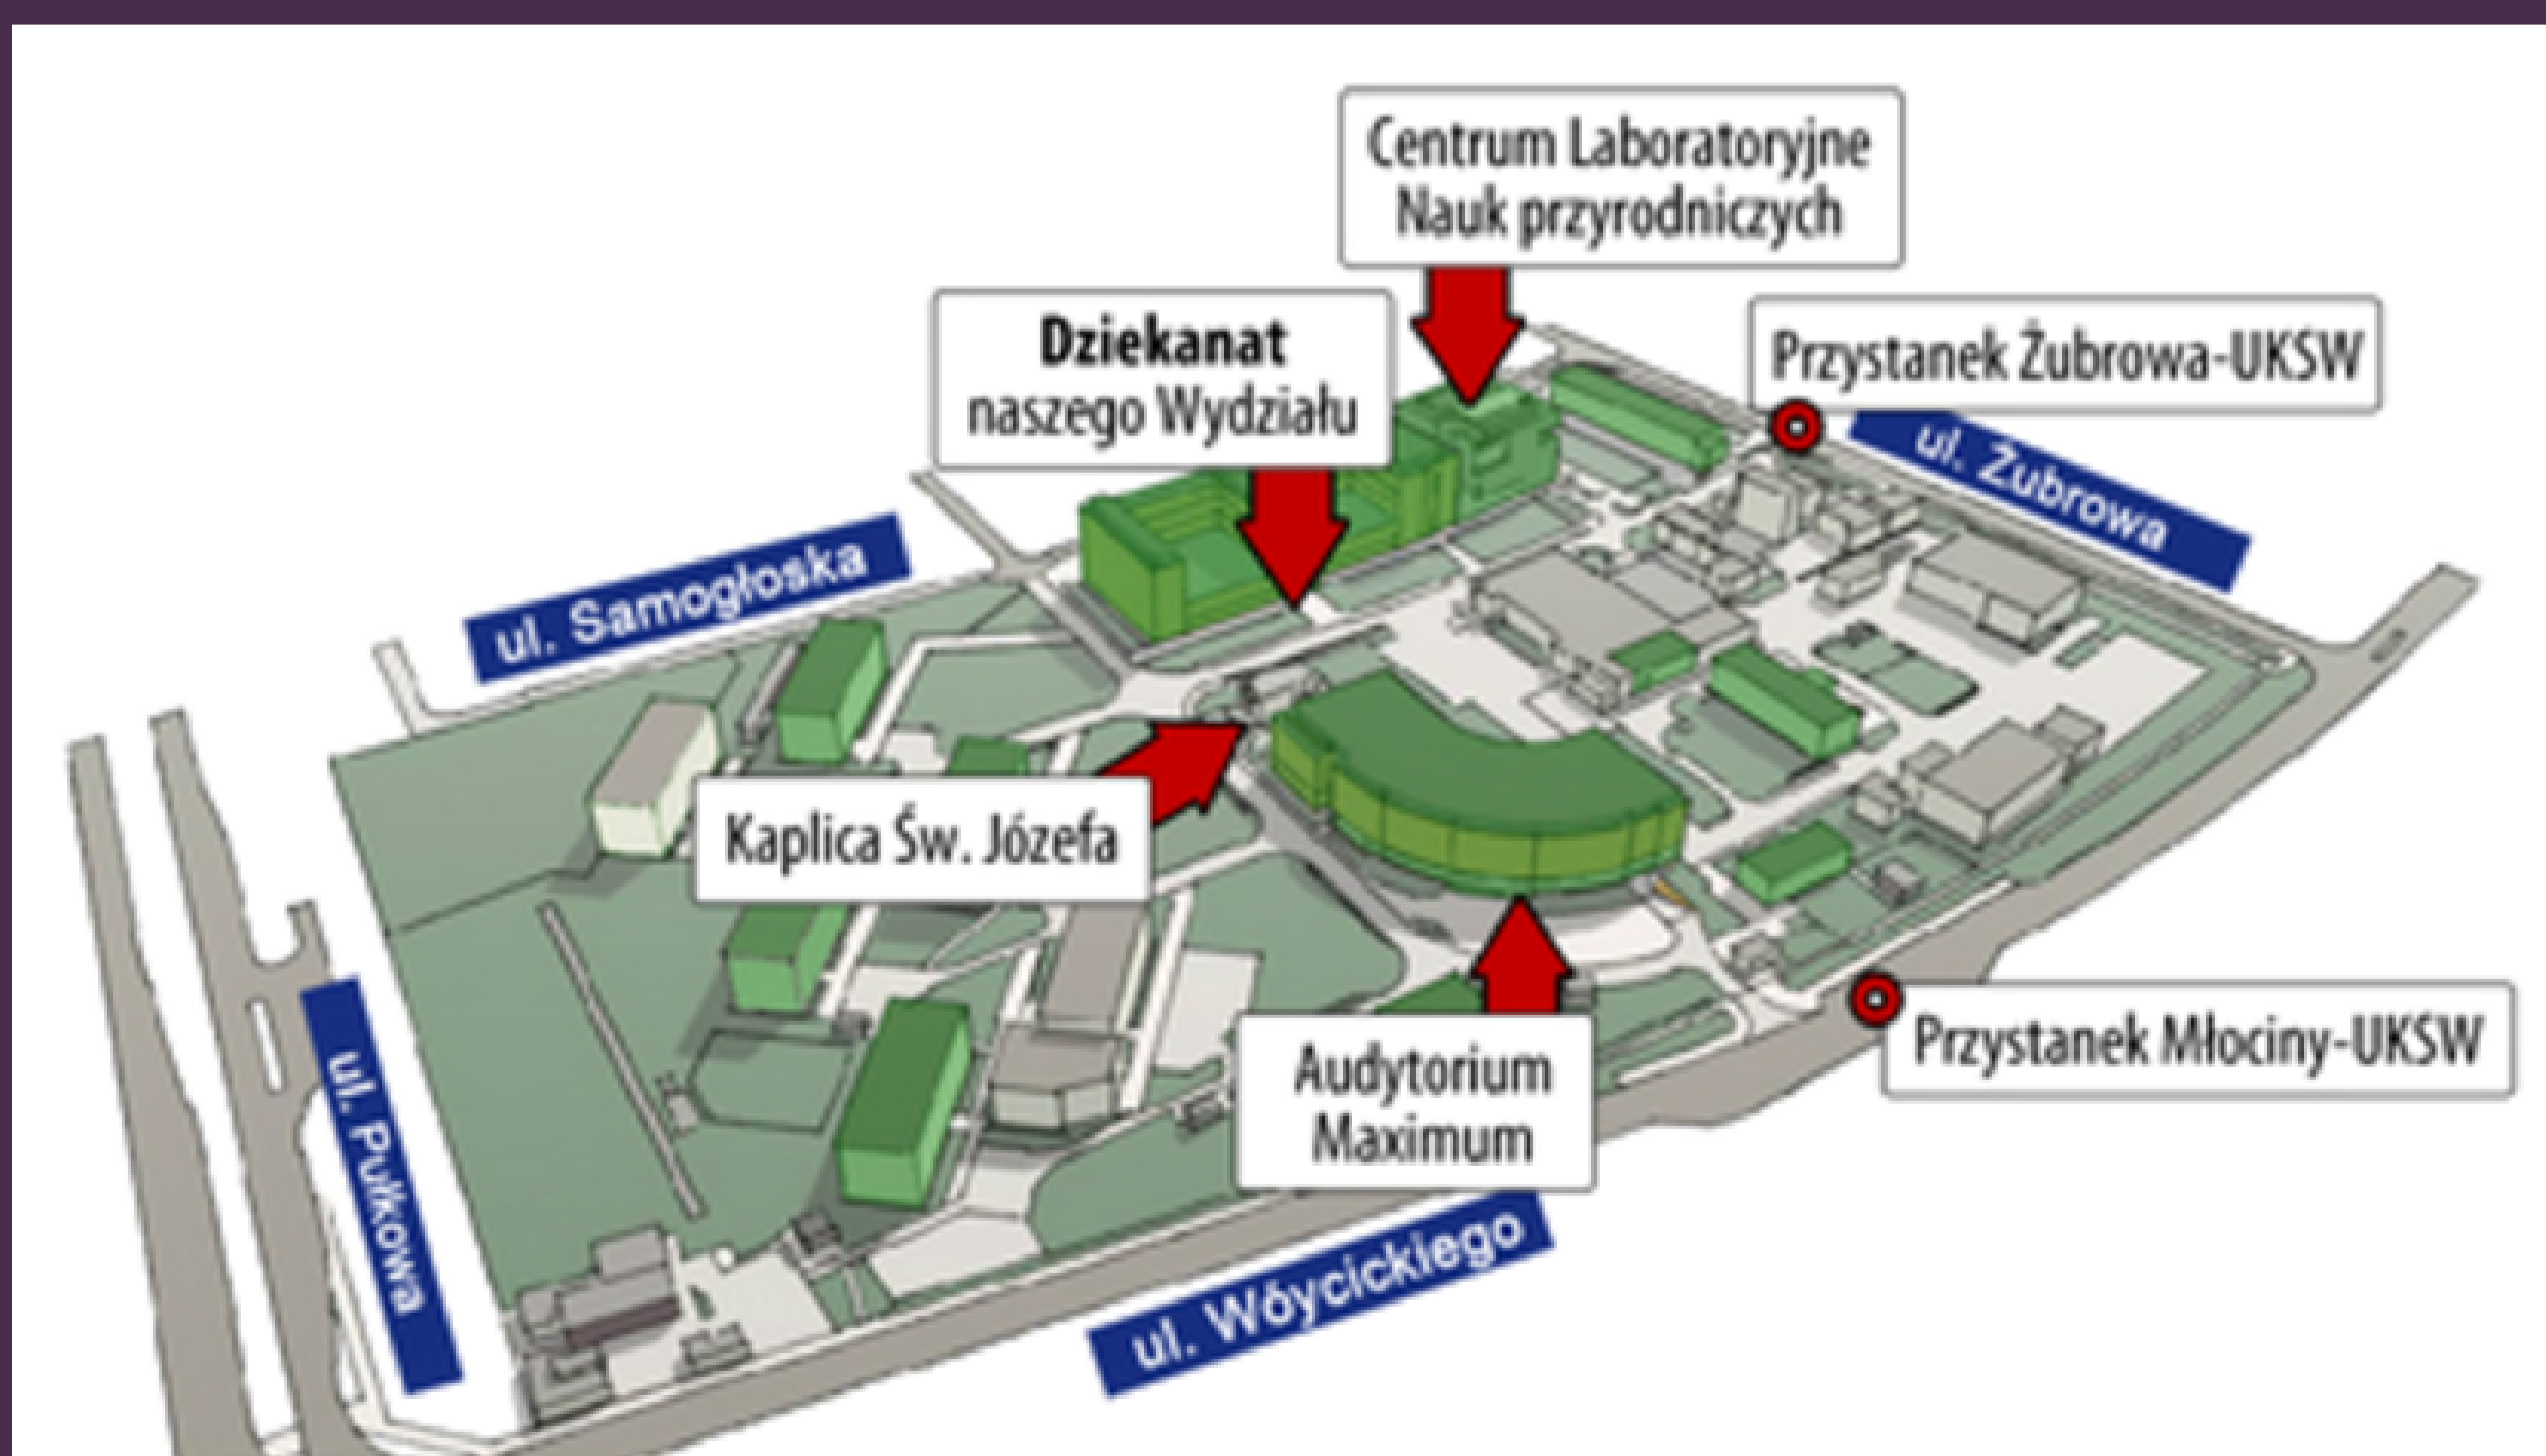 Centrum Laboratoryjne
Nauk przyrodniczych
Dziekanat
naszego Wydziału
Przystanek Żubrowa-UKSW
ul. Żubrowa
ul. Samogłoska
Kaplica Św. Józefa
Przystanek Młociny-UKSW
Audytorium
Maximum
ul. Pułkowa
ul. Wóycickiego